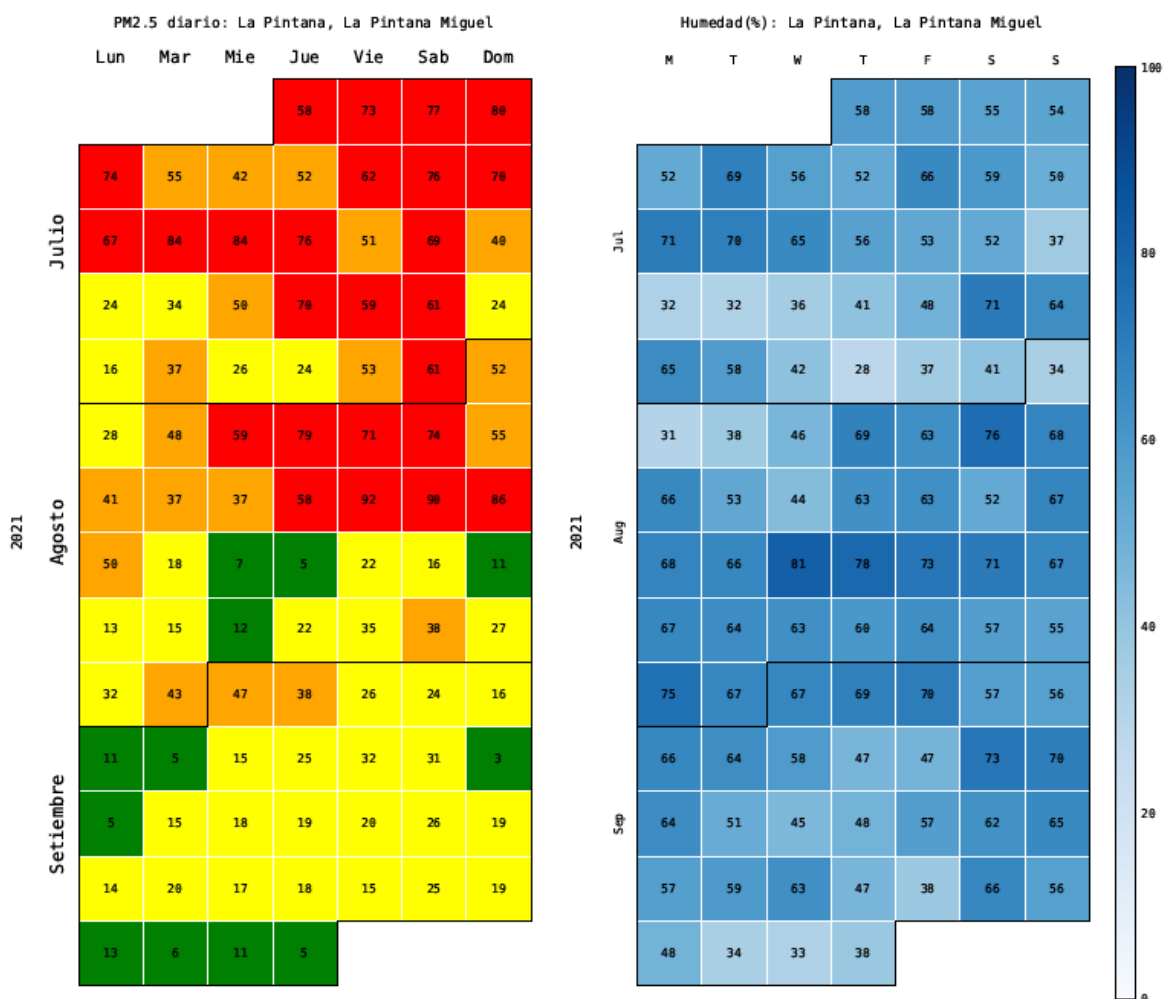 PM2.5 diario: La Pintana, La Pintana Miguel
Lun Mar Mie Jue Vie Sab Dom
58 73 77 80
74 55 42 52 62 76 70
67 84 84 76 51 69 40
24 34 50 70 59 61 24
16 37 26 24 53 61 52
28 48 59 79 71 74 55
41 37 37 58 92 90 86
50 18 7 5 22 16 11
13 15 12 22 35 38 27
32 43 47 38 26 24 16
11 5 15 25 32 31 3
5 15 18 19 20 26 19
14 20 17 18 15 25 19
13 6 11 5
Julio
Agosto
Setiembre
2021
Humedad(%): La Pintana, La Pintana Miguel
M T W T F S S
58 58 55 54
52 69 56 52 66 59 50
71 70 65 56 53 52 37
32 32 36 41 48 71 64
65 58 42 28 37 41 34
31 38 46 69 63 76 68
66 53 44 63 63 52 67
68 66 81 78 73 71 67
67 64 63 60 64 57 55
75 67 67 69 70 57 56
66 64 58 47 47 73 70
64 51 45 48 57 62 65
57 59 63 47 38 66 56
48 34 33 38
Jul
Aug
Sep
2021
100
80
60
40
20
0